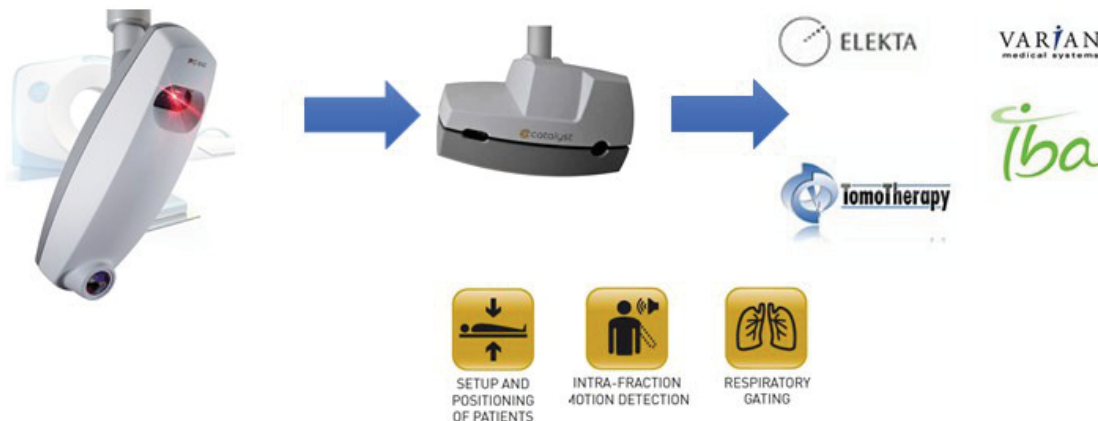 ELEKTA
VARIAN
medical systems
catalyst
iba
TomoTherapy
SETUP AND
POSITIONING
OF PATIENTS
INTRA-FRACTION
MOTION DETECTION
RESPIRATORY
GATING